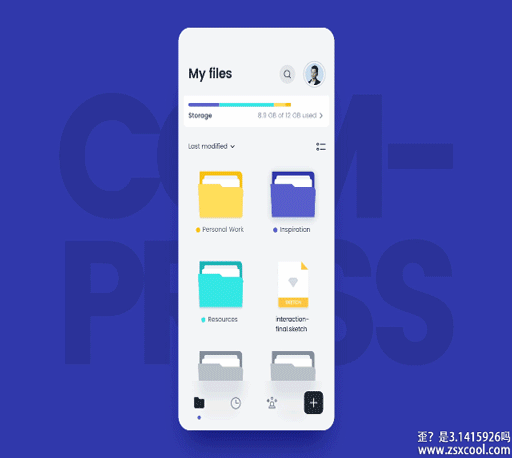 COM-
PRESS
My files
Storage
8.9 GB of 12 GB used
Last modified
Personal Work
Inspiration
Resources
SKETCH
interaction-
final.sketch
歪？是3.1415926吗
www.zsxcool.com